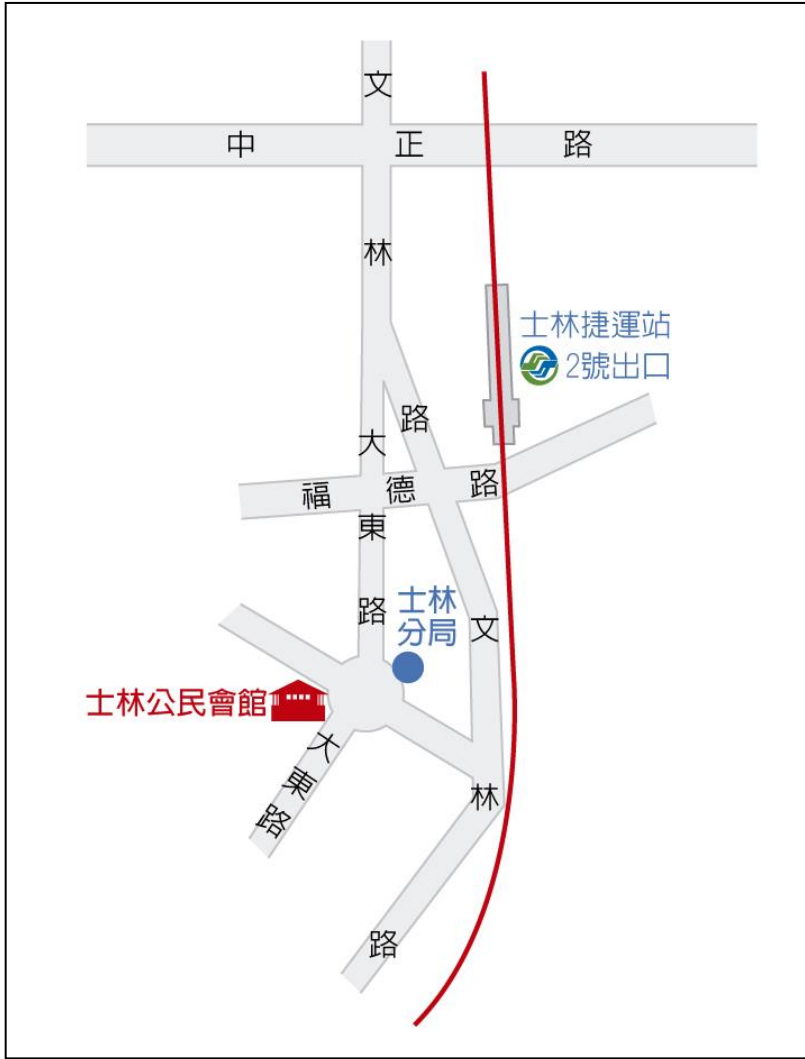 中正路
文林路
士林捷運站
2號出口
大東路
福德路
士林
分局
文林路
士林公民會館
大東路